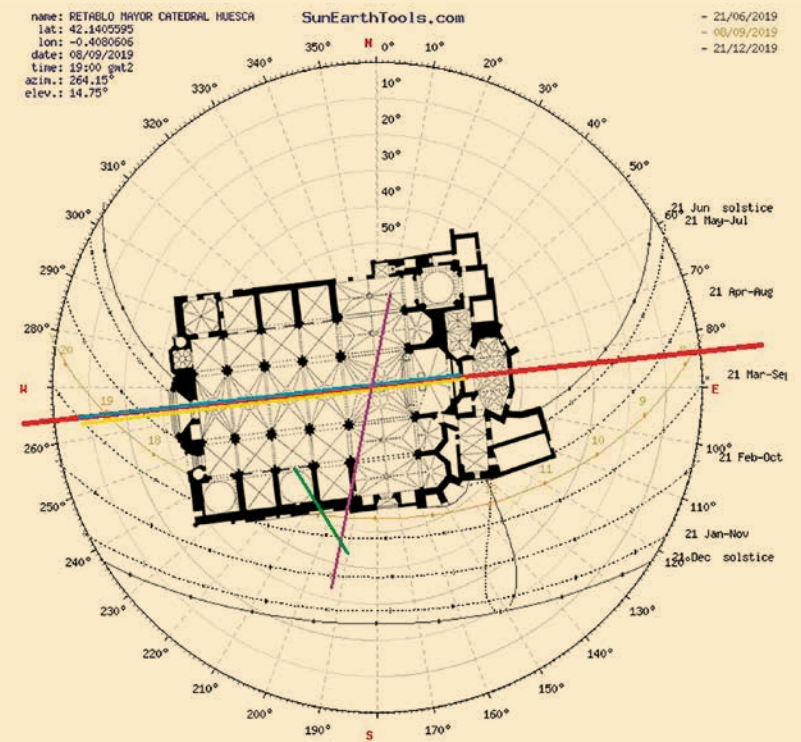 name: RETABLO MAYOR CATEDRAL HUESCA
lat: 42.1405595
lon: -0.4080606
date: 08/09/2019
time: 19:00 gmt2
azim.: 264.15°
elev.: 14.75°
SunEarthTools.com
- 21/06/2019
- 08/09/2019
- 21/12/2019
N
350° 0° 10°
340° 20°
330° 30°
320° 40°
310° 50°
300° 60°
290° 70°
280° 80°
260° 100°
250° 110°
240° 120°
230° 130°
220° 140°
210° 150°
200° 160°
190° 170°
10°
20°
30°
40°
50°
21 Jun solstice
21 May-Jul
21 Apr-Aug
21 Mar-Sep
21 Feb-Oct
21 Jan-Nov
21 Dec solstice
W
E
S
20
19
18
9
10
11